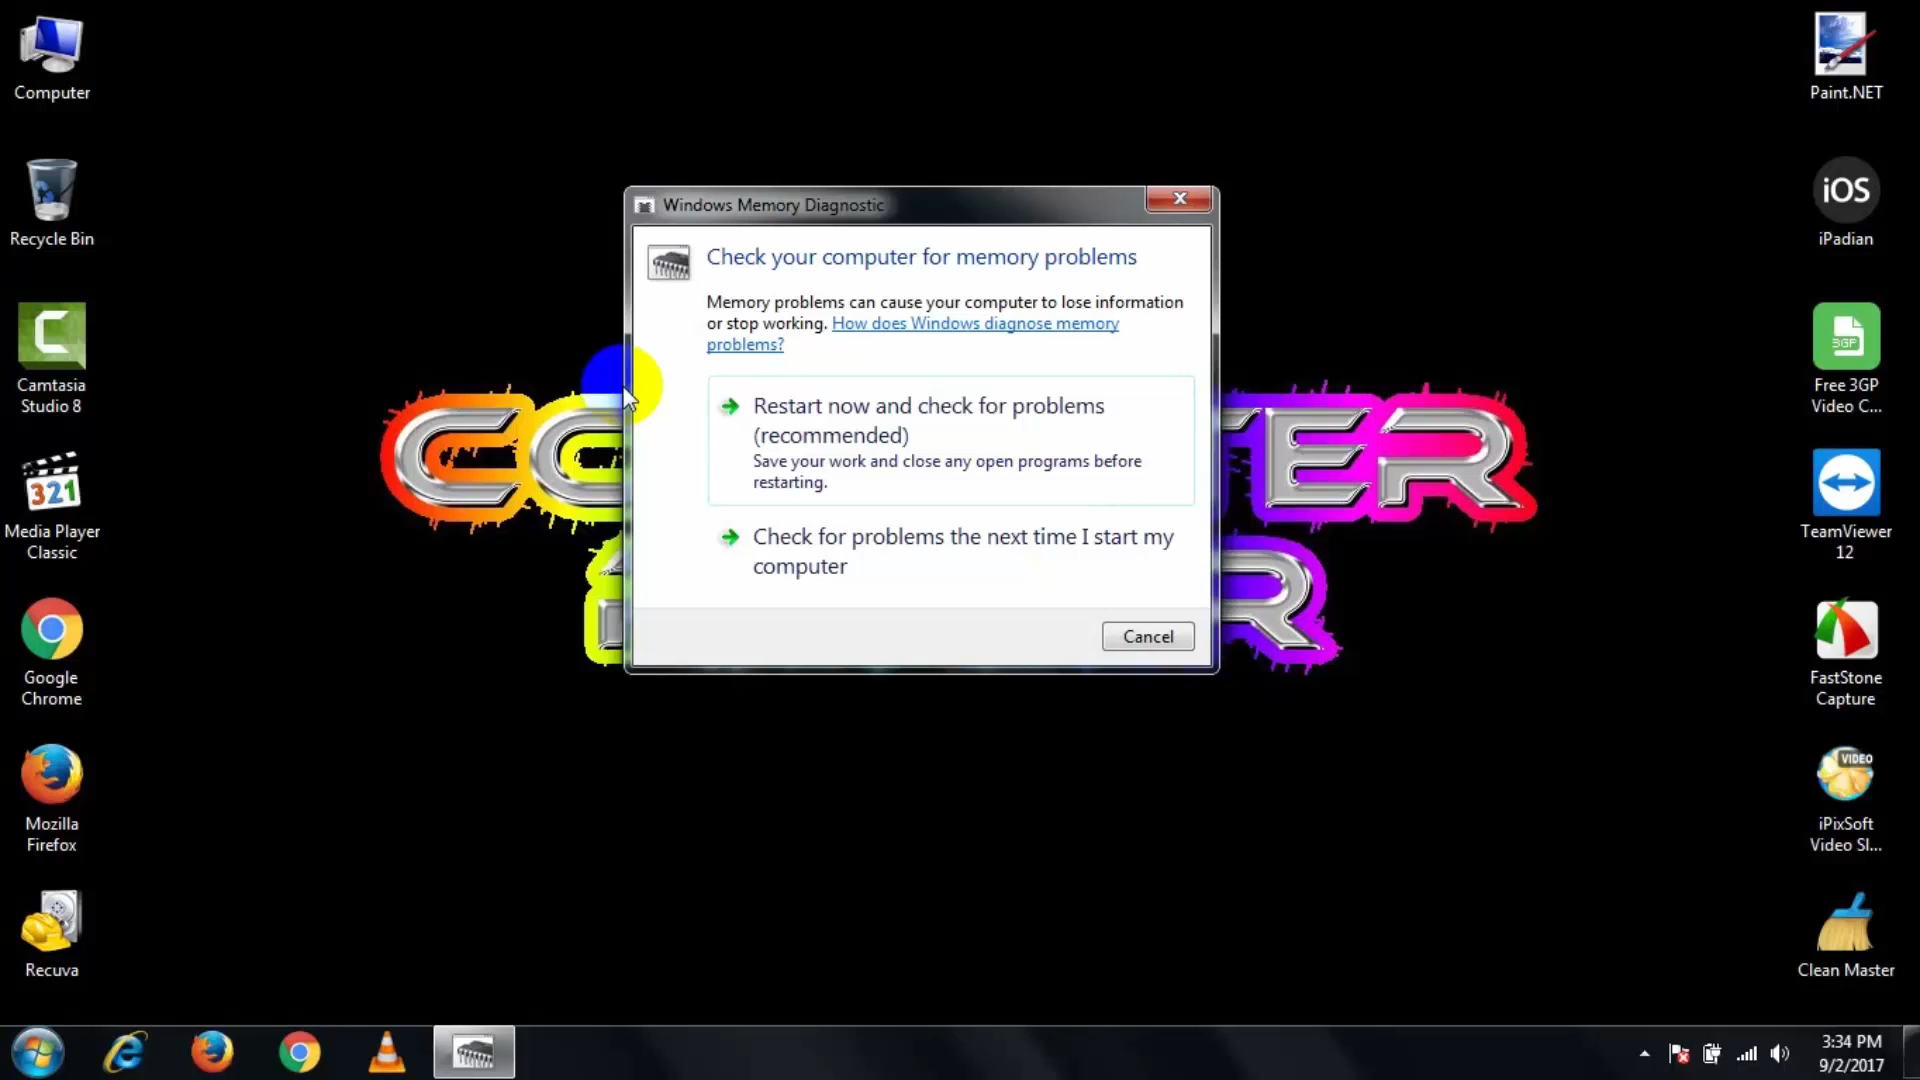 Computer
Recycle Bin
Camtasia
Studio 8
321
Media Player
Classic
Google
Chrome
Mozilla
Firefox
Recuva
Windows Memory Diagnostic
Check your computer for memory problems
Memory problems can cause your computer to lose information
or stop working. How does Windows diagnose memory
problems?
Restart now and check for problems
(recommended)
Save your work and close any open programs before
restarting.
Check for problems the next time I start my
computer
Cancel
Paint.NET
iOS
iPadian
3GP
Free 3GP
Video C...
TeamViewer
12
FastStone
Capture
VIDEO
iPixSoft
Video Sl...
Clean Master
3:34 PM
9/2/2017